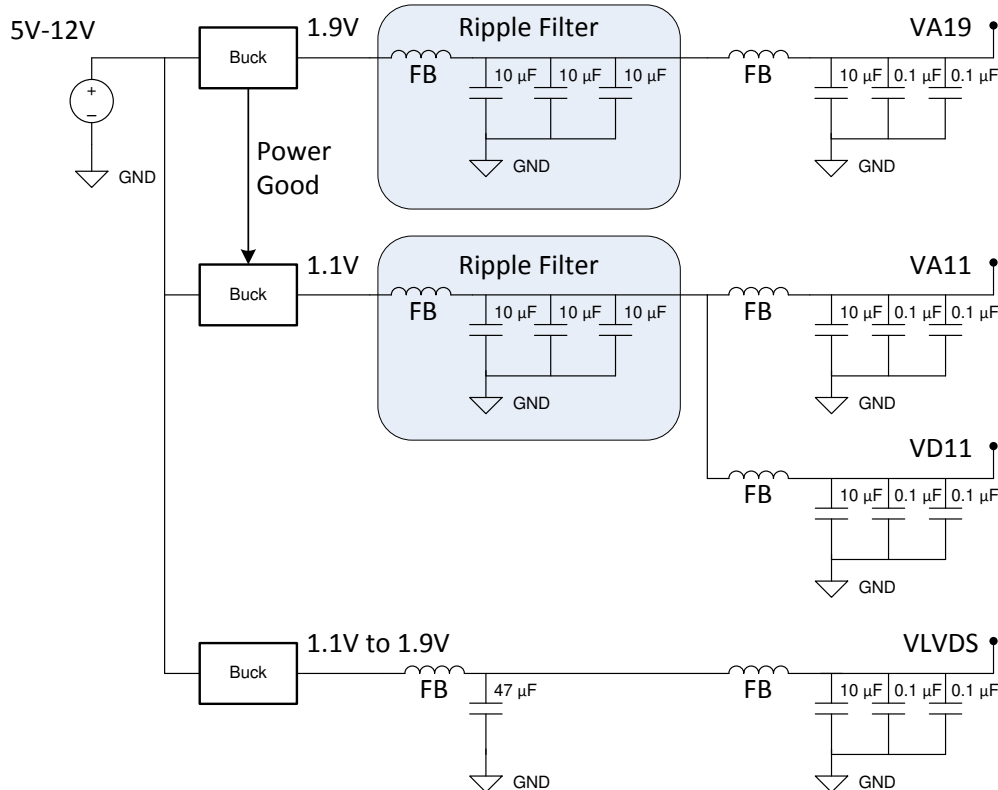 5V-12V
Buck
1.9V
Ripple Filter
FB
10 µF
10 µF
10 µF
GND
FB
VA19
10 µF
0.1 µF
0.1 µF
GND
+
−
GND
Power
Good
Buck
1.1V
Ripple Filter
FB
10 µF
10 µF
10 µF
GND
FB
VA11
10 µF
0.1 µF
0.1 µF
GND
VD11
FB
10 µF
0.1 µF
0.1 µF
GND
Buck
1.1V to 1.9V
FB
47 µF
GND
FB
VLVDS
10 µF
0.1 µF
0.1 µF
GND